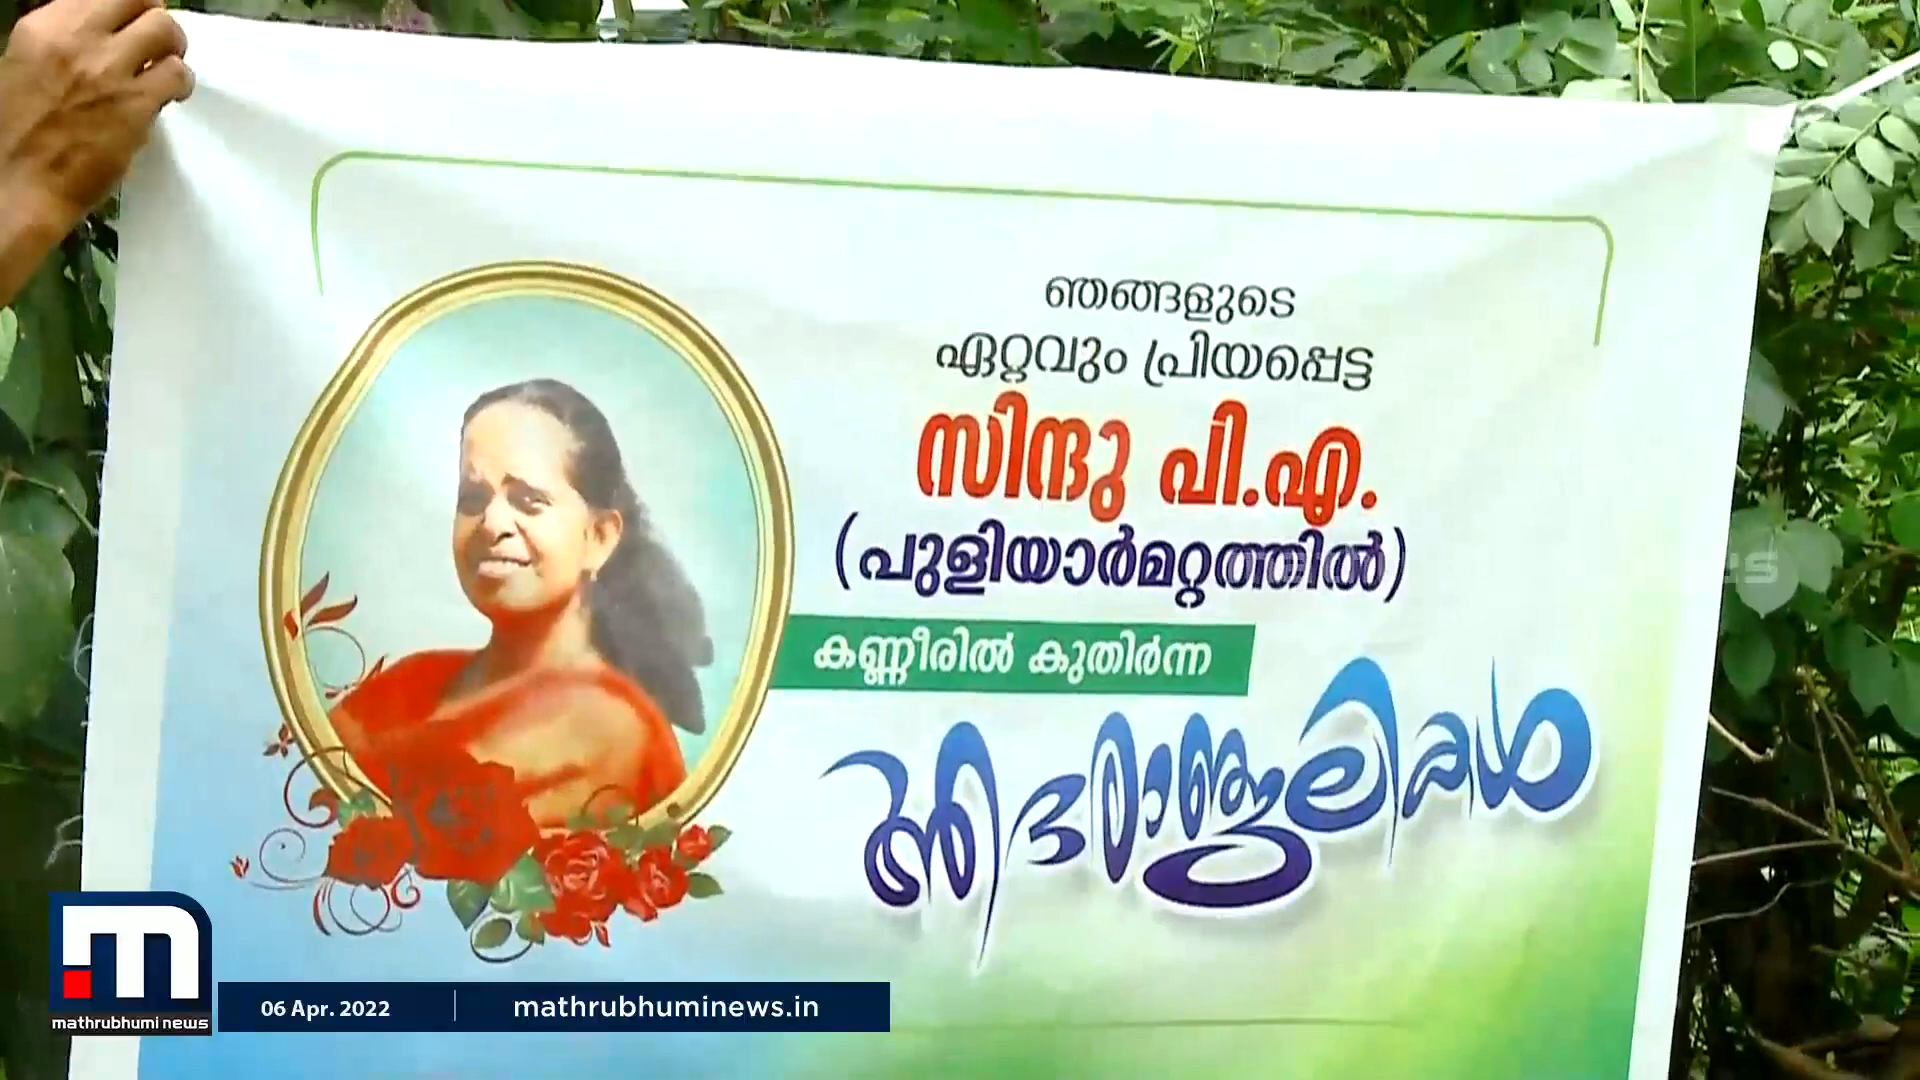 ഞങ്ങളുടെ
ഏറ്റവും പ്രിയപ്പെട്ട
സിന്ദു പി.എ.
(പുളിയാർമറ്റത്തിൽ)
കണ്ണീരിൽ കുതിർന്ന
ആദരാഞ്ജലികൾ
mathrubhumi news
06 Apr. 2022
mathrubhuminews.in